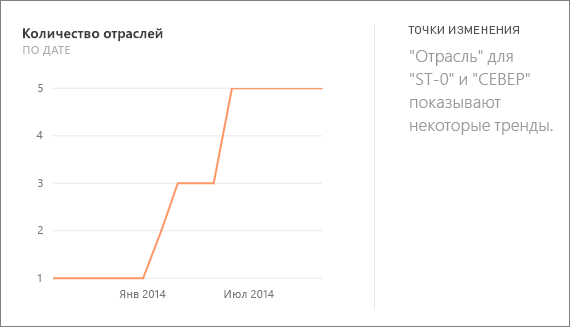 Количество отраслей
ПО ДАТЕ
5
4
3
2
1
Янв 2014
Июл 2014
ТОЧКИ ИЗМЕНЕНИЯ
"Отрасль" для
"ST-0" и "СЕВЕР"
показывают
некоторые тренды.